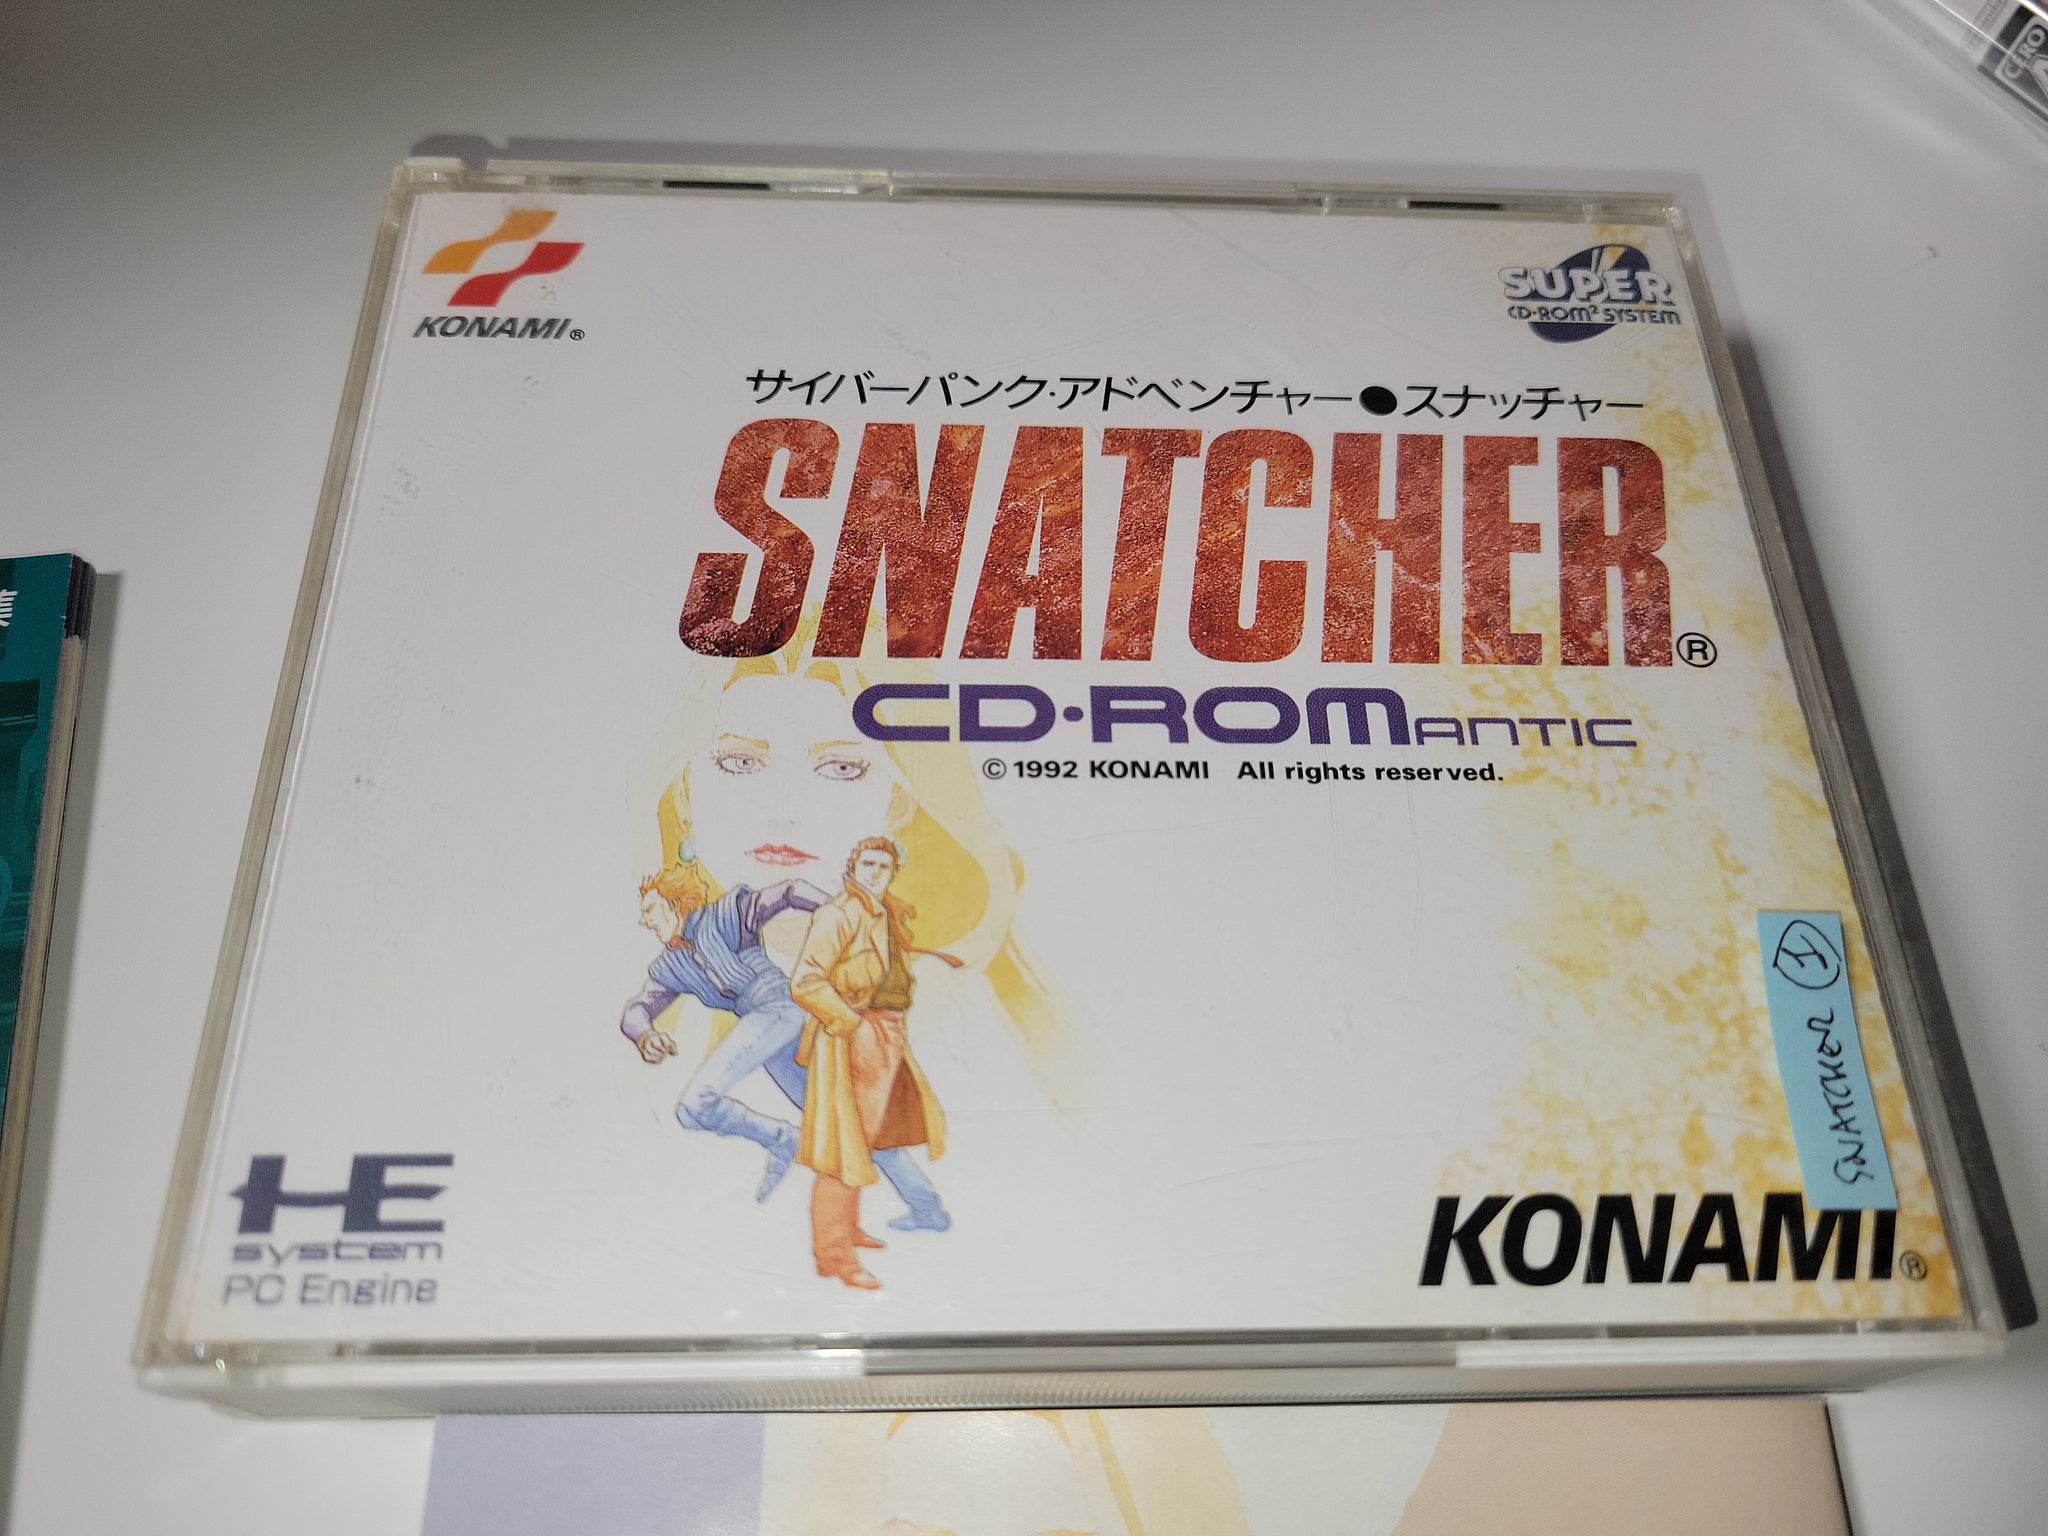 KONAMI®
SUPER
CD-ROM² SYSTEM
サイバーパンク・アドベンチャー●スナッチャー
SNATCHER®
CD・ROMANTIC
© 1992 KONAMI All rights reserved.
SNATCHER
HE
system
PC Engine
KONAMI®
CERO